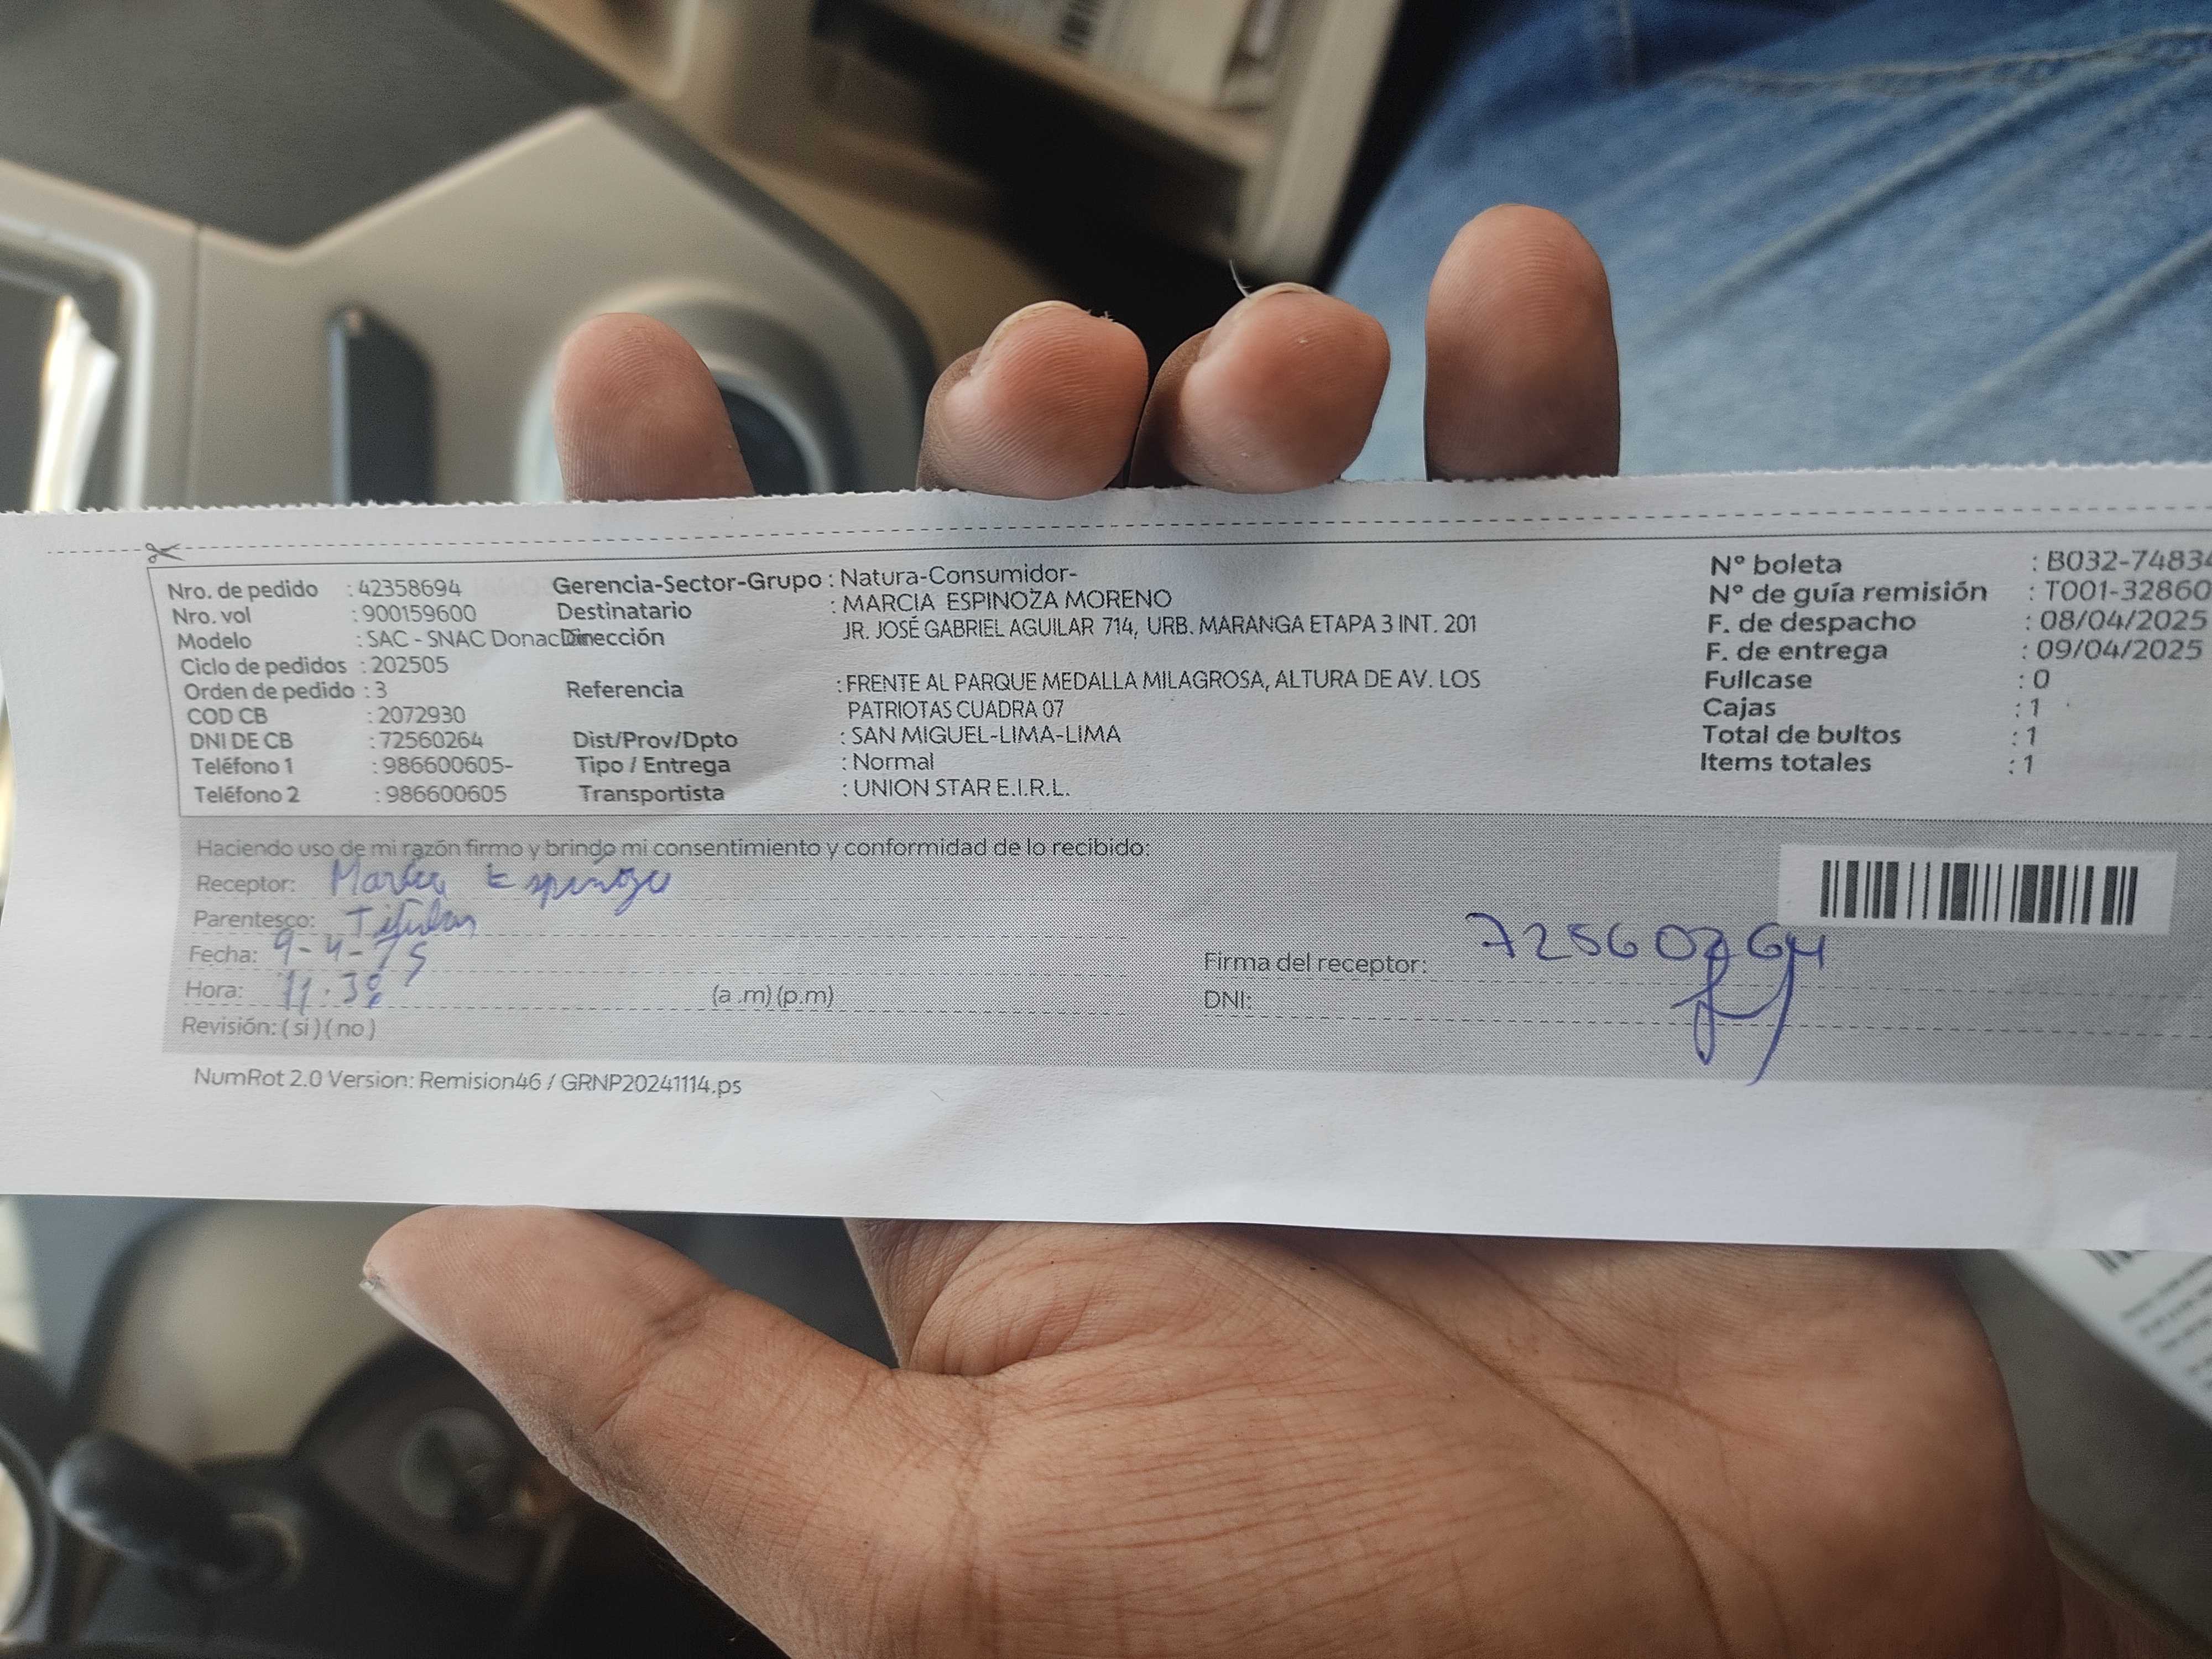 Nro. de pedido : 42358694
Nro. vol : 900159600
Modelo : SAC - SNAC Donac
Ciclo de pedidos : 202505
Orden de pedido : 3
COD CB : 2072930
DNI DE CB : 72560264
Teléfono 1 : 986600605-
Teléfono 2 : 986600605
Gerencia-Sector-Grupo : Natura-Consumidor-
Destinatario : MARCIA ESPINOZA MORENO
Dirección JR. JOSÉ GABRIEL AGUILAR 714, URB. MARANGA ETAPA 3 INT. 201
Referencia : FRENTE AL PARQUE MEDALLA MILAGROSA, ALTURA DE AV. LOS
PATRIOTAS CUADRA 07
Dist/Prov/Dpto : SAN MIGUEL-LIMA-LIMA
Tipo / Entrega : Normal
Transportista : UNION STAR E.I.R.L.
N° boleta : B032-74834
N° de guía remisión : T001-32860
F. de despacho : 08/04/2025
F. de entrega : 09/04/2025
Fullcase : 0
Cajas : 1
Total de bultos : 1
Items totales : 1
Haciendo uso de mi razón firmo y brindo mi consentimiento y conformidad de lo recibido:
Receptor: Marcia Espinoza
Parentesco: Titular
Fecha: 9-4-25
Hora: 11:38 (a .m) (p.m)
Revisión: ( si ) ( no )
72560264
Firma del receptor:
DNI:
NumRot 2.0 Version: Remision46 / GRNP20241114.ps